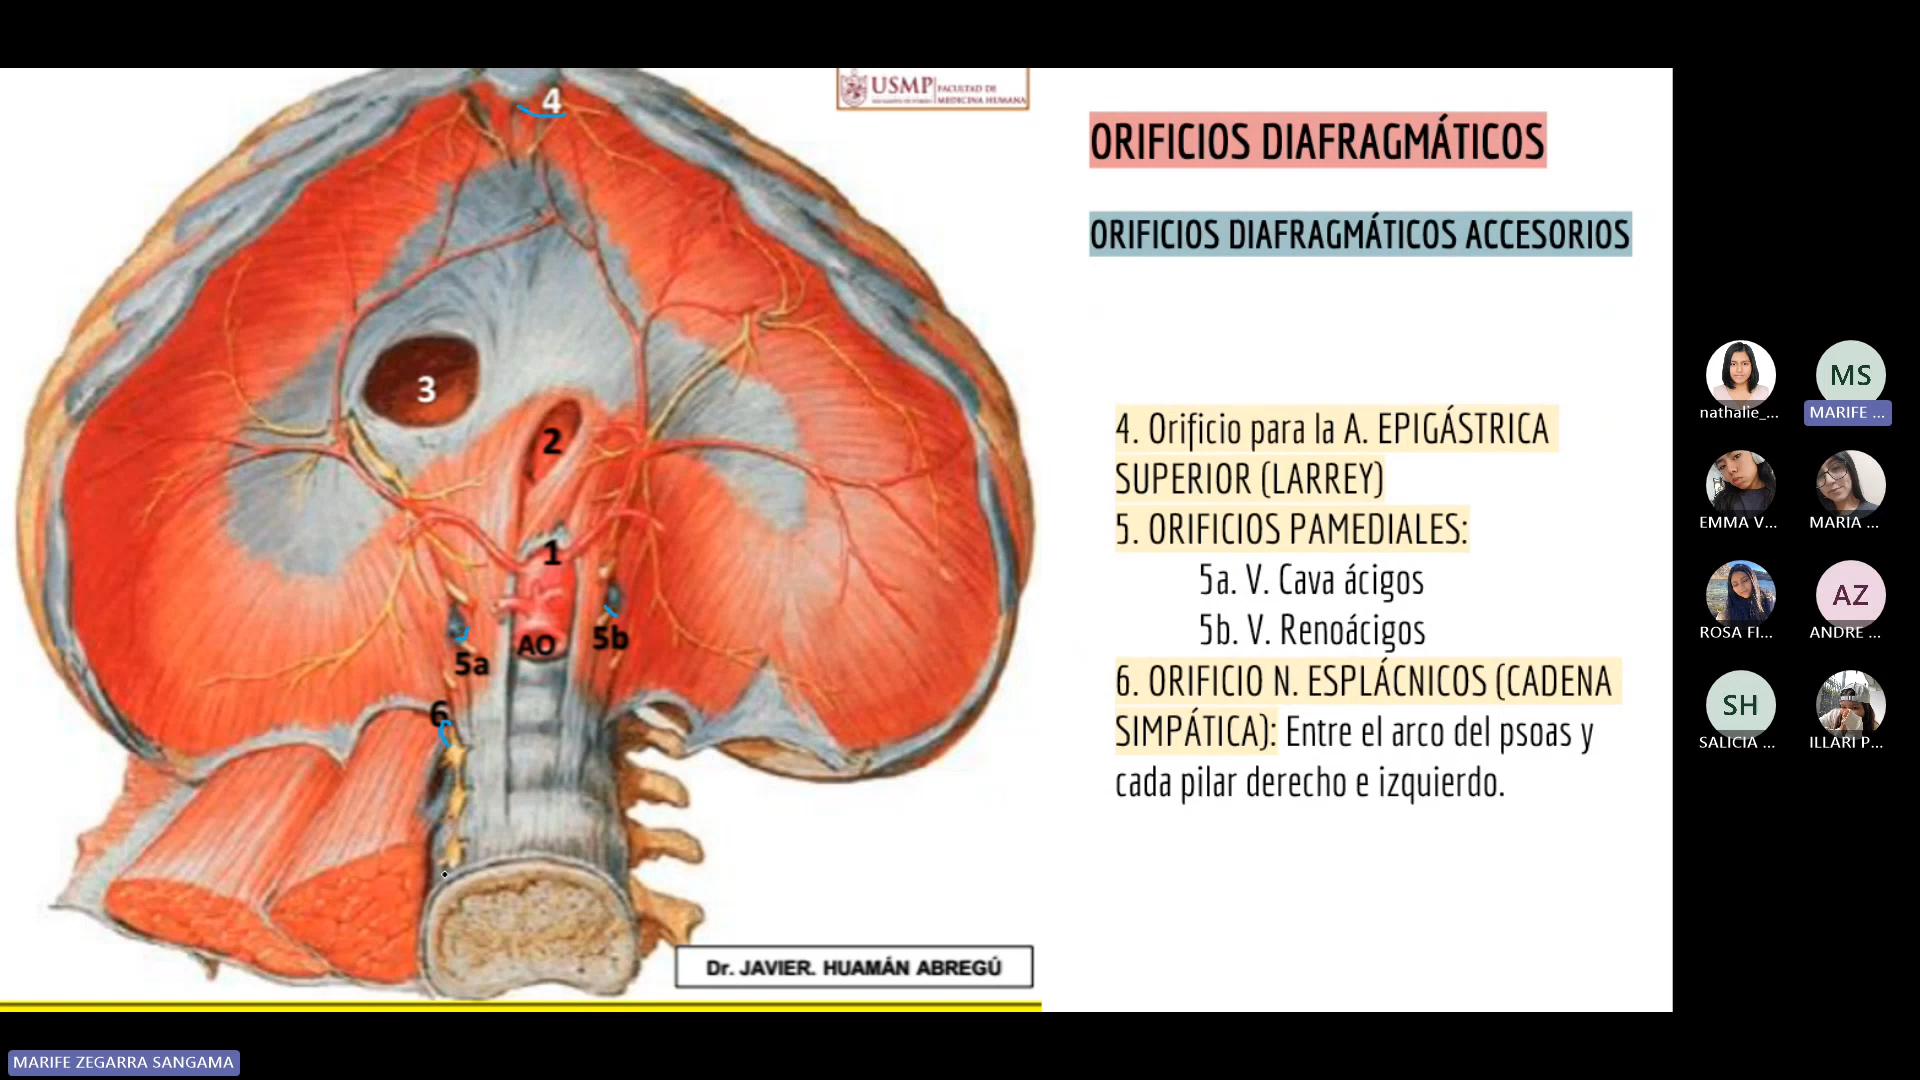 4
USMP
FACULTAD DE
MEDICINA HUMANA
3
2
1
AO
5a
5b
6
Dr. JAVIER. HUAMÁN ABREGÚ
ORIFICIOS DIAFRAGMÁTICOS
ORIFICIOS DIAFRAGMÁTICOS ACCESORIOS
4. Orificio para la A. EPIGÁSTRICA
SUPERIOR (LARREY)
5. ORIFICIOS PAMEDIALES:
5a. V. Cava ácigos
5b. V. Renoácigos
6. ORIFICIO N. ESPLÁCNICOS (CADENA
SIMPÁTICA): Entre el arco del psoas y
cada pilar derecho e izquierdo.
nathalie_...
MS
MARIFE ...
EMMA V...
MARIA ...
ROSA FI...
AZ
ANDRE ...
SH
SALICIA ...
ILLARI P...
MARIFE ZEGARRA SANGAMA